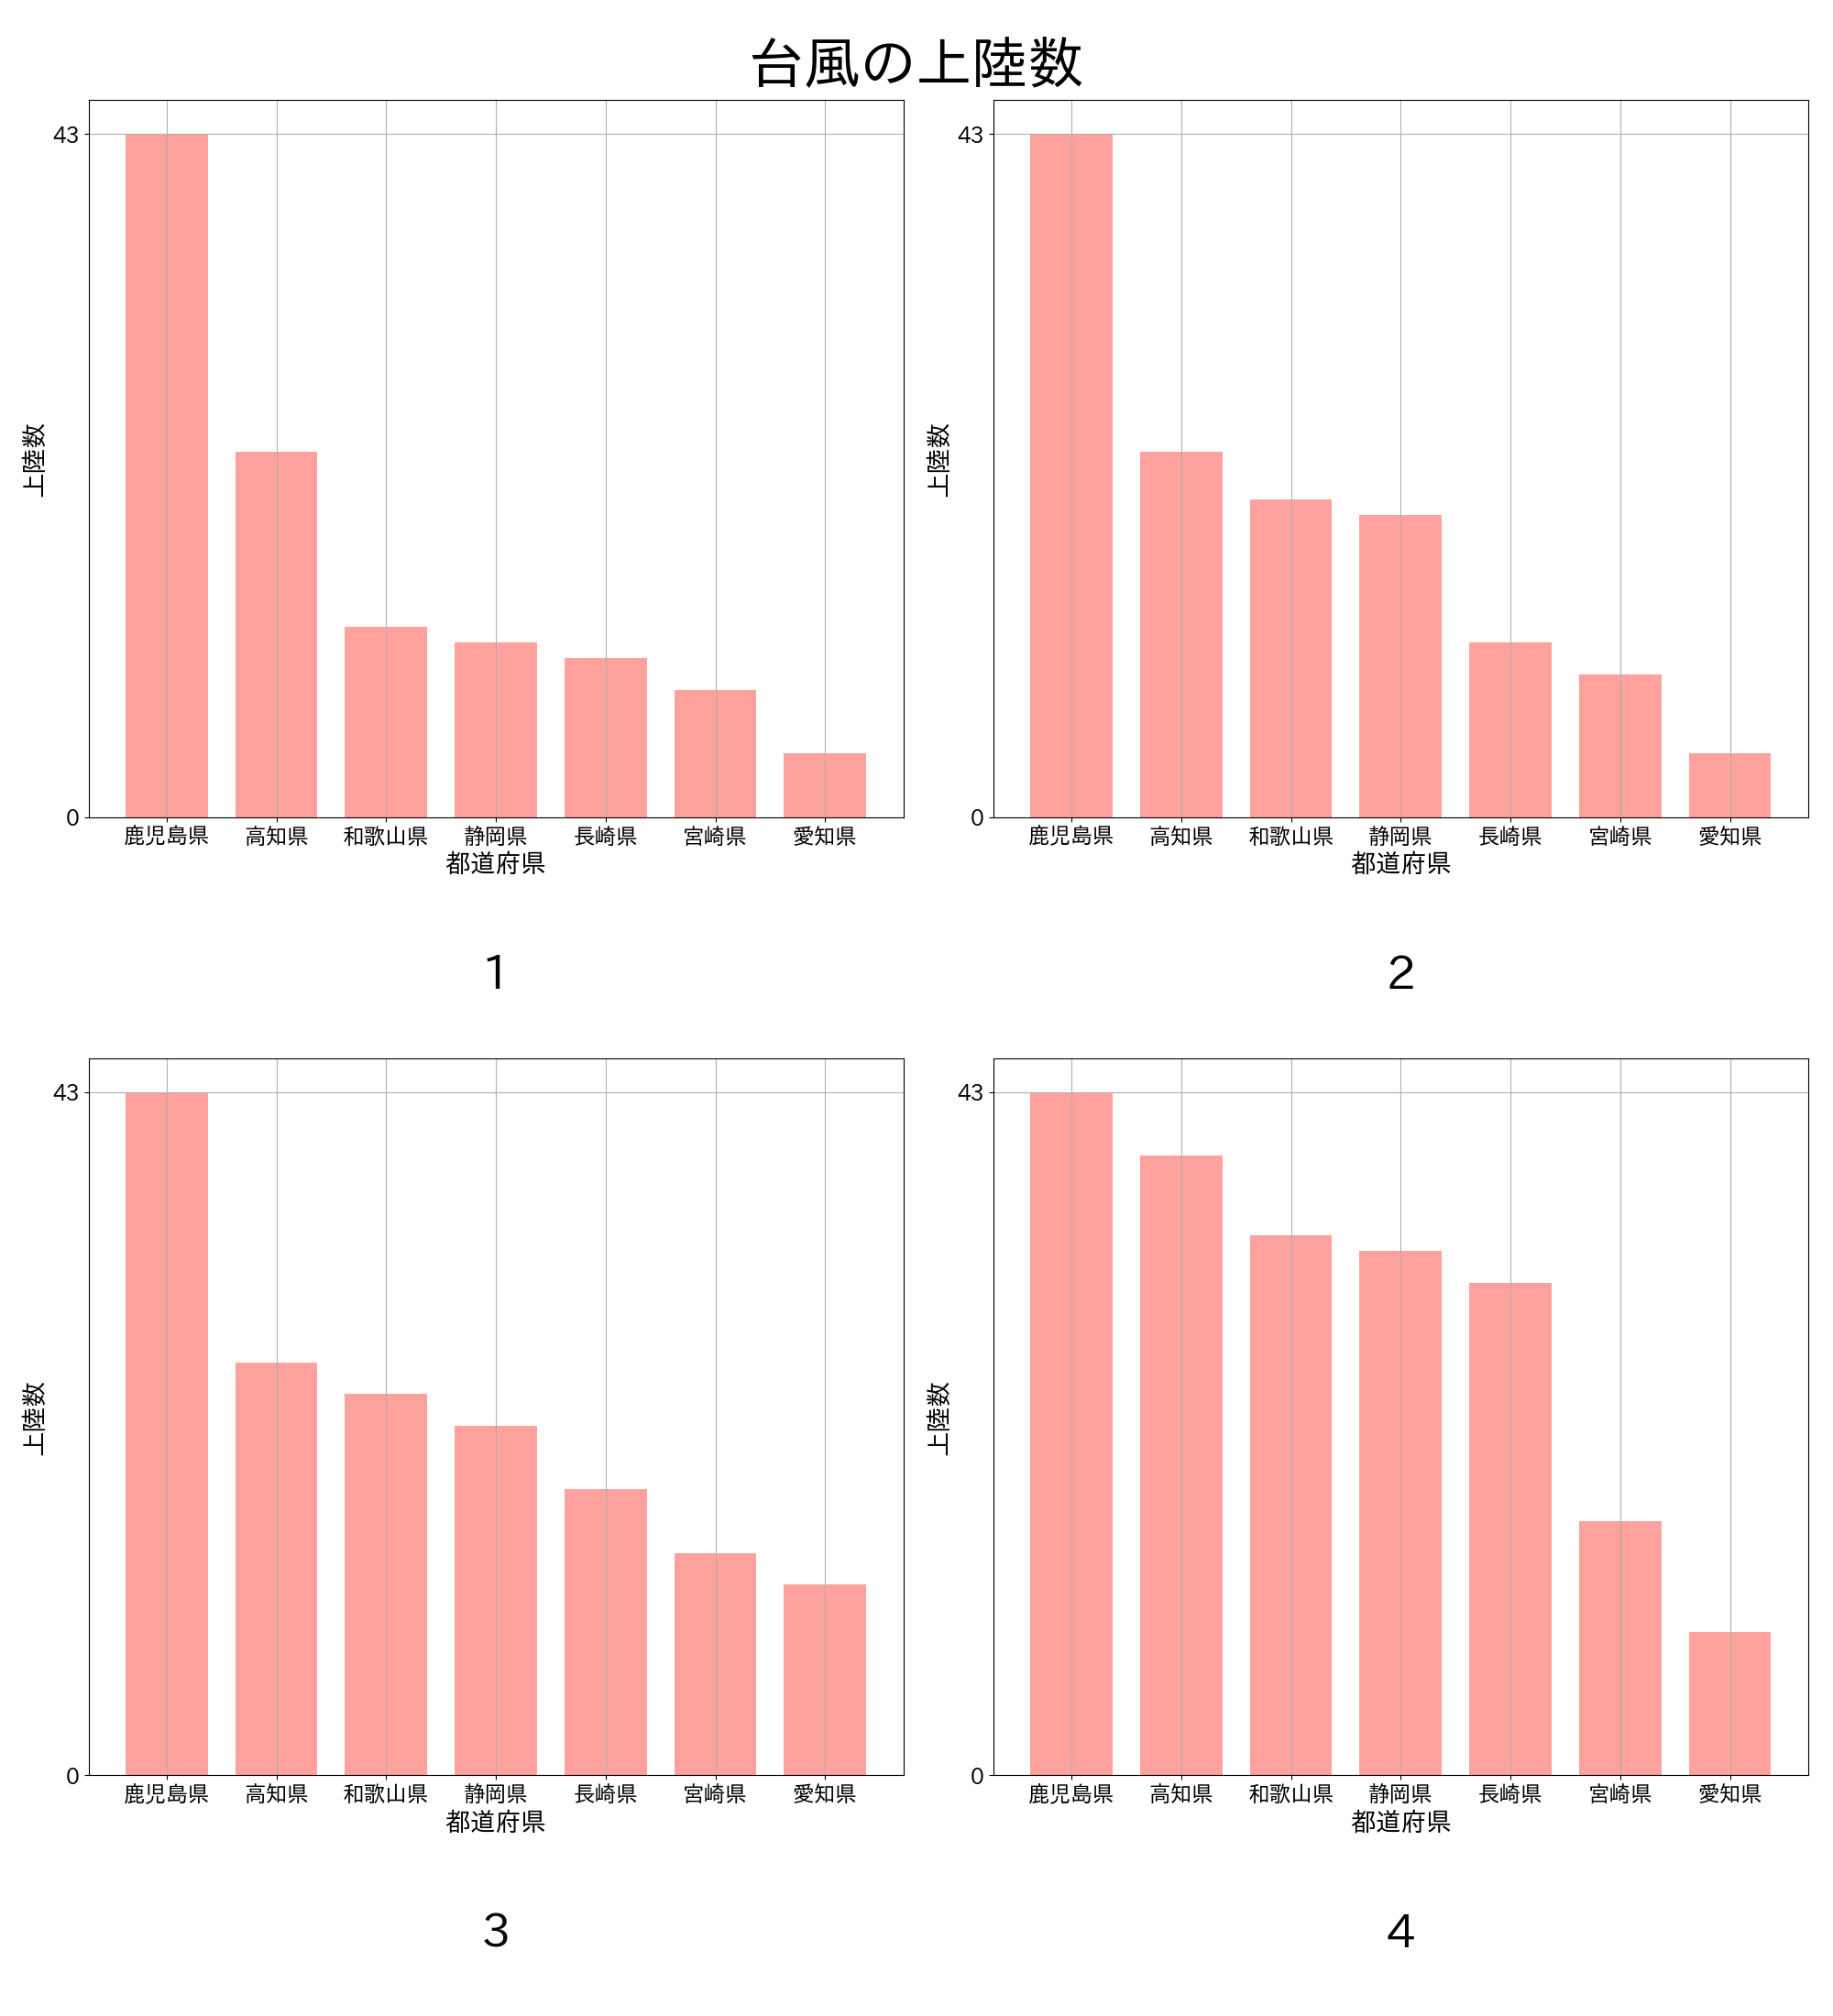 台風の上陸数
43
0
上陸数
鹿児島県 高知県 和歌山県 静岡県 長崎県 宮崎県 愛知県
都道府県
1
43
0
上陸数
鹿児島県 高知県 和歌山県 静岡県 長崎県 宮崎県 愛知県
都道府県
2
43
0
上陸数
鹿児島県 高知県 和歌山県 静岡県 長崎県 宮崎県 愛知県
都道府県
3
43
0
上陸数
鹿児島県 高知県 和歌山県 静岡県 長崎県 宮崎県 愛知県
都道府県
4